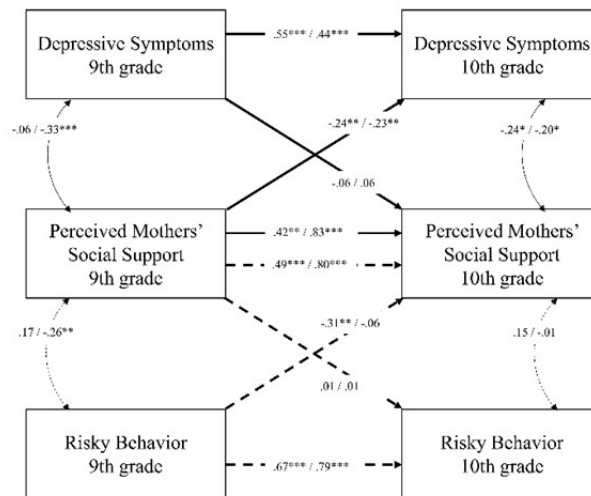 Depressive Symptoms
9th grade
.55*** / .44***
Depressive Symptoms
10th grade
-.06 / -.33***
-.24** / -.23**
-.24* / -.20*
-.06 / .06
Perceived Mothers'
Social Support
9th grade
.42** / .83***
.49*** / .80***
Perceived Mothers'
Social Support
10th grade
.17 / -.26**
-.31** / -.06
.15 / -.01
.01 / .01
Risky Behavior
9th grade
.67*** / .79***
Risky Behavior
10th grade